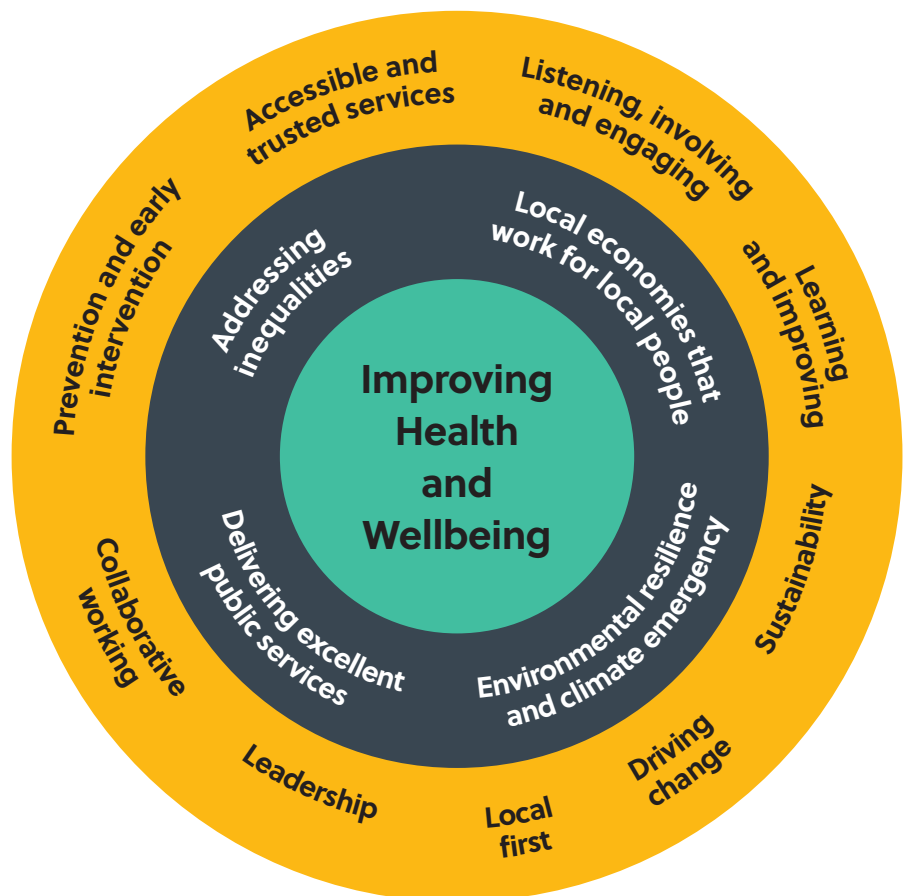 Accessible and
trusted services
Listening, involving
and engaging
Learning
and improving
Sustainability
Driving
change
Local
first
Leadership
Collaborative
working
Prevention and early
intervention
Addressing
inequalities
Local economies that
work for local people
Environmental resilience
and climate emergency
Delivering excellent
public services
Improving
Health
and
Wellbeing